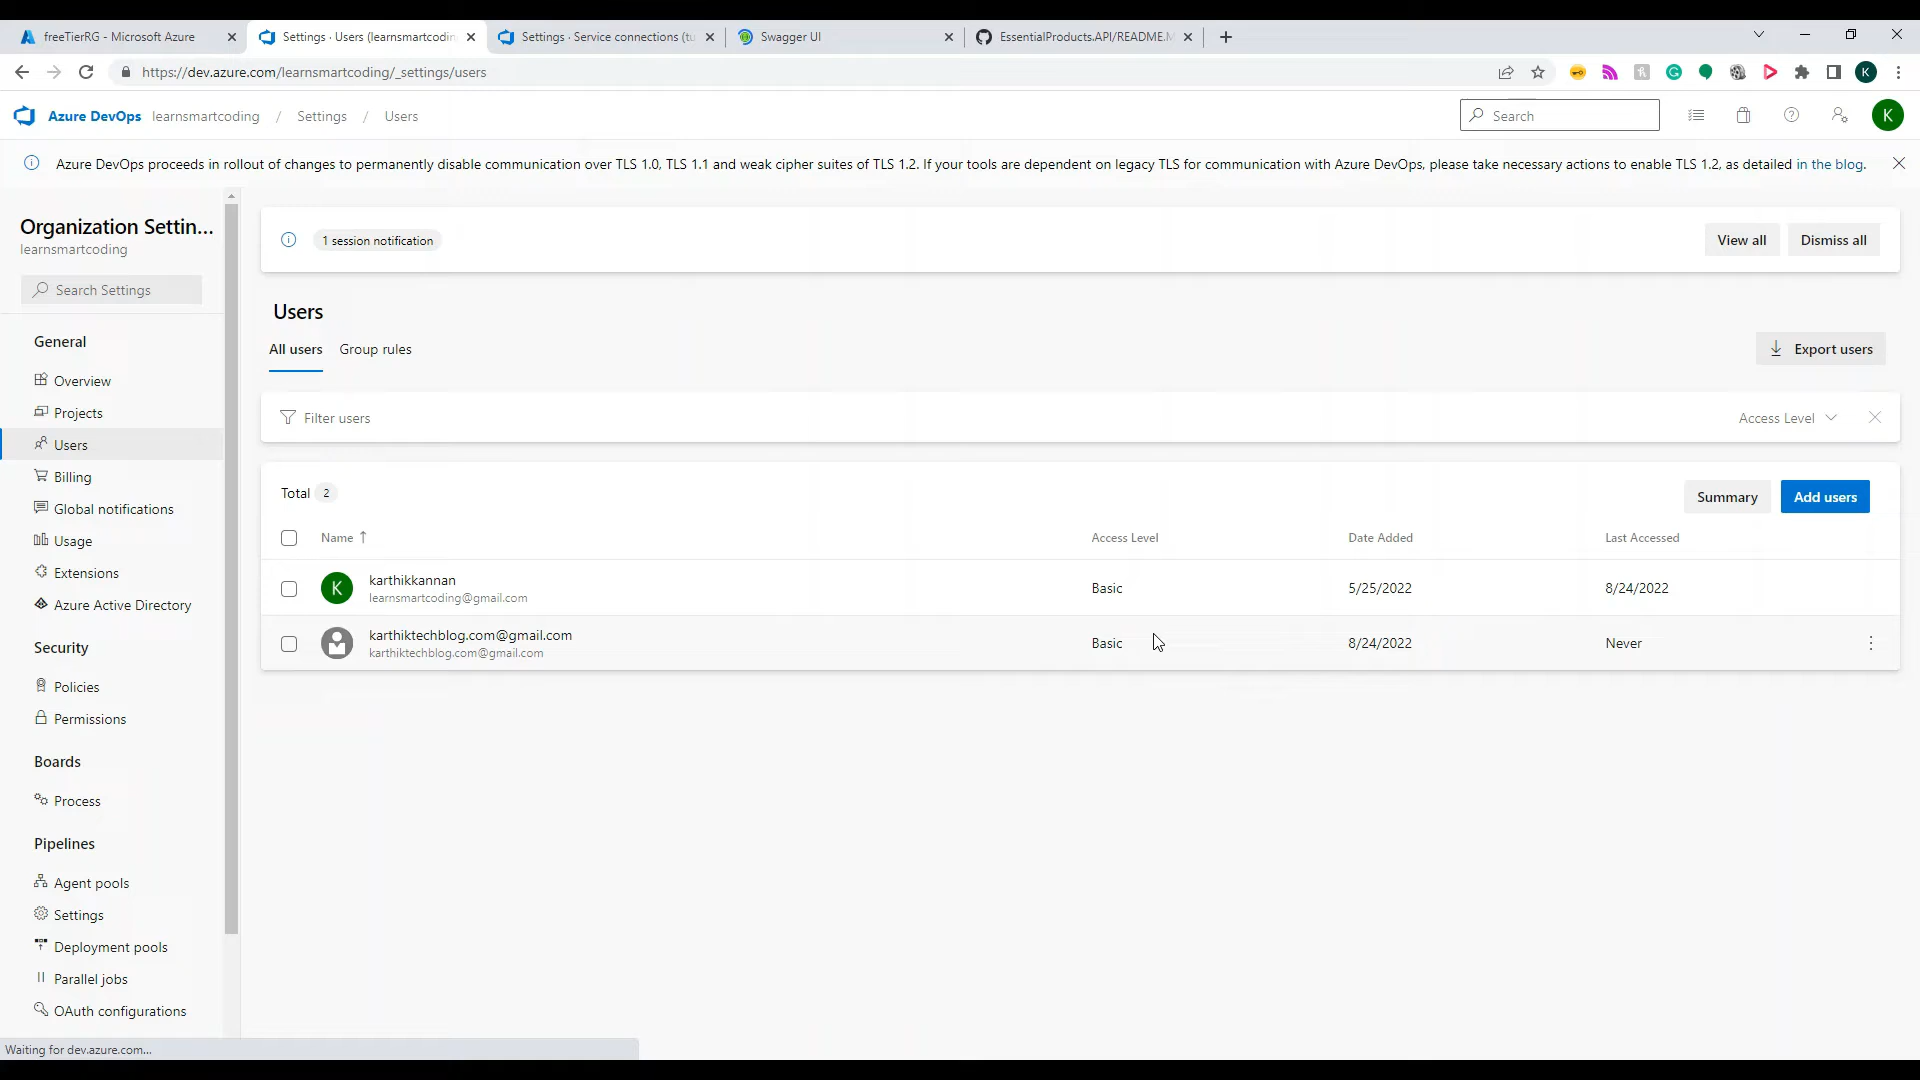 freeTierRG - Microsoft Azure
Settings · Users (learnsmartcodin
Settings · Service connections (tu
Swagger UI
EssentialProducts.API/README.M
https://dev.azure.com/learnsmartcoding/_settings/users
K
Azure DevOps learnsmartcoding / Settings / Users
Search
K
Azure DevOps proceeds in rollout of changes to permanently disable communication over TLS 1.0, TLS 1.1 and weak cipher suites of TLS 1.2. If your tools are dependent on legacy TLS for communication with Azure DevOps, please take necessary actions to enable TLS 1.2, as detailed in the blog.
Organization Settin...
learnsmartcoding
Search Settings
General
Overview
Projects
Users
Billing
Global notifications
Usage
Extensions
Azure Active Directory
Security
Policies
Permissions
Boards
Process
Pipelines
Agent pools
Settings
Deployment pools
Parallel jobs
OAuth configurations
1 session notification
View all
Dismiss all
Users
All users
Group rules
Export users
Filter users
Access Level
Total 2
Summary
Add users
Name
Access Level
Date Added
Last Accessed
K
karthikkannan
learnsmartcoding@gmail.com
Basic
5/25/2022
8/24/2022
karthiktechblog.com@gmail.com
karthiktechblog.com@gmail.com
Basic
8/24/2022
Never
Waiting for dev.azure.com...